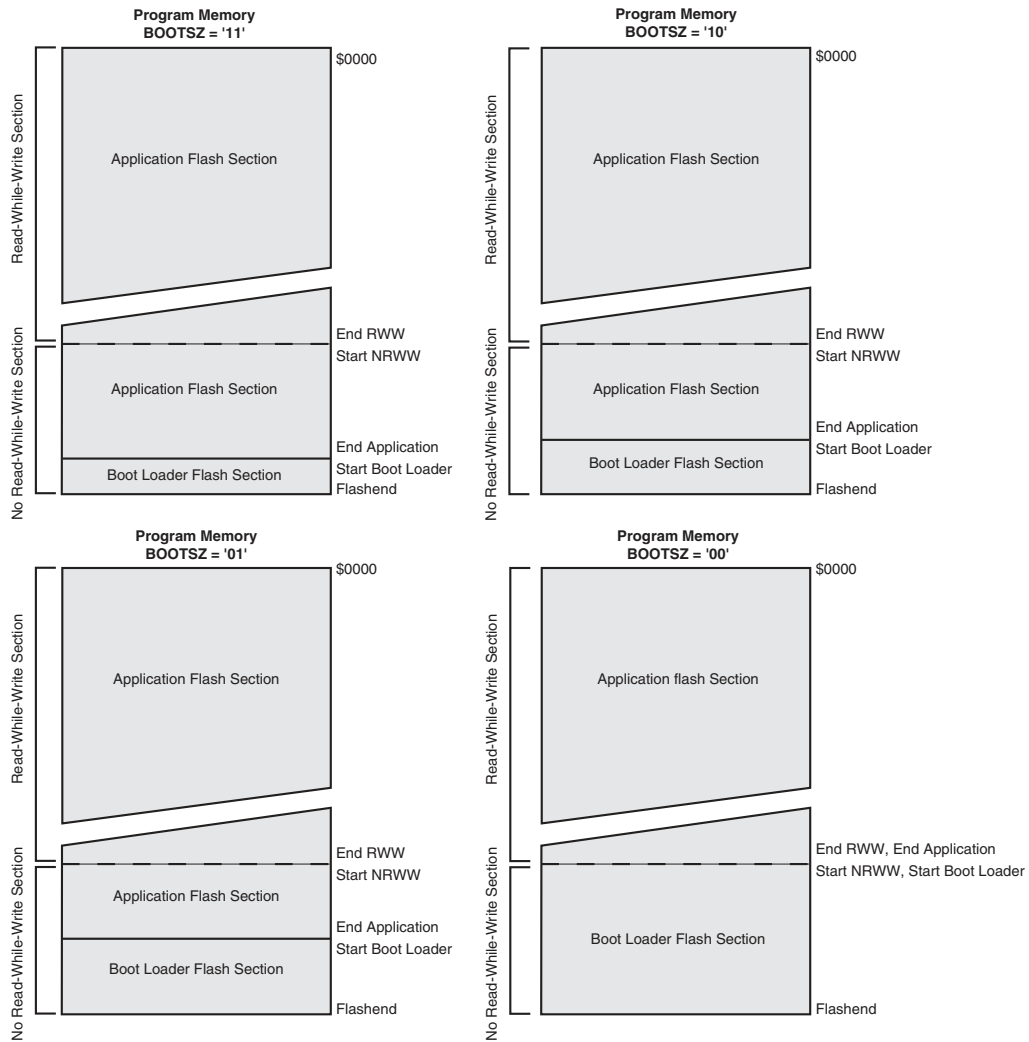 Program Memory
BOOTSZ = '11'
$0000
Read-While-Write Section
Application Flash Section
End RWW
Start NRWW
No Read-While-Write Section
Application Flash Section
End Application
Start Boot Loader
Boot Loader Flash Section
Flashend
Program Memory
BOOTSZ = '10'
$0000
Read-While-Write Section
Application Flash Section
End RWW
Start NRWW
No Read-While-Write Section
Application Flash Section
End Application
Start Boot Loader
Boot Loader Flash Section
Flashend
Program Memory
BOOTSZ = '01'
$0000
Read-While-Write Section
Application Flash Section
End RWW
Start NRWW
No Read-While-Write Section
Application Flash Section
End Application
Start Boot Loader
Boot Loader Flash Section
Flashend
Program Memory
BOOTSZ = '00'
$0000
Read-While-Write Section
Application flash Section
End RWW, End Application
Start NRWW, Start Boot Loader
No Read-While-Write Section
Boot Loader Flash Section
Flashend